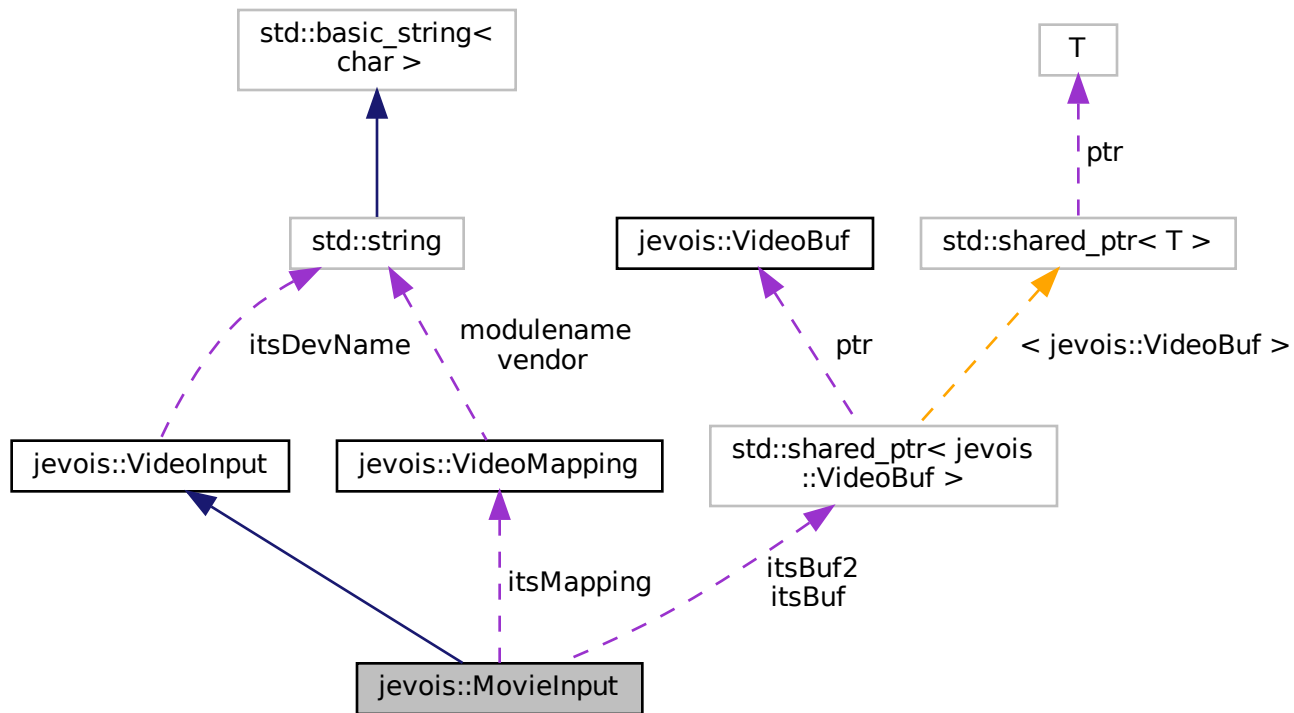 std::basic_string<
char >
T
ptr
std::string
jevois::VideoBuf
std::shared_ptr< T >
itsDevName
modulename
vendor
ptr
< jevois::VideoBuf >
jevois::VideoInput
jevois::VideoMapping
std::shared_ptr< jevois
::VideoBuf >
itsMapping
itsBuf2
itsBuf
jevois::MovieInput